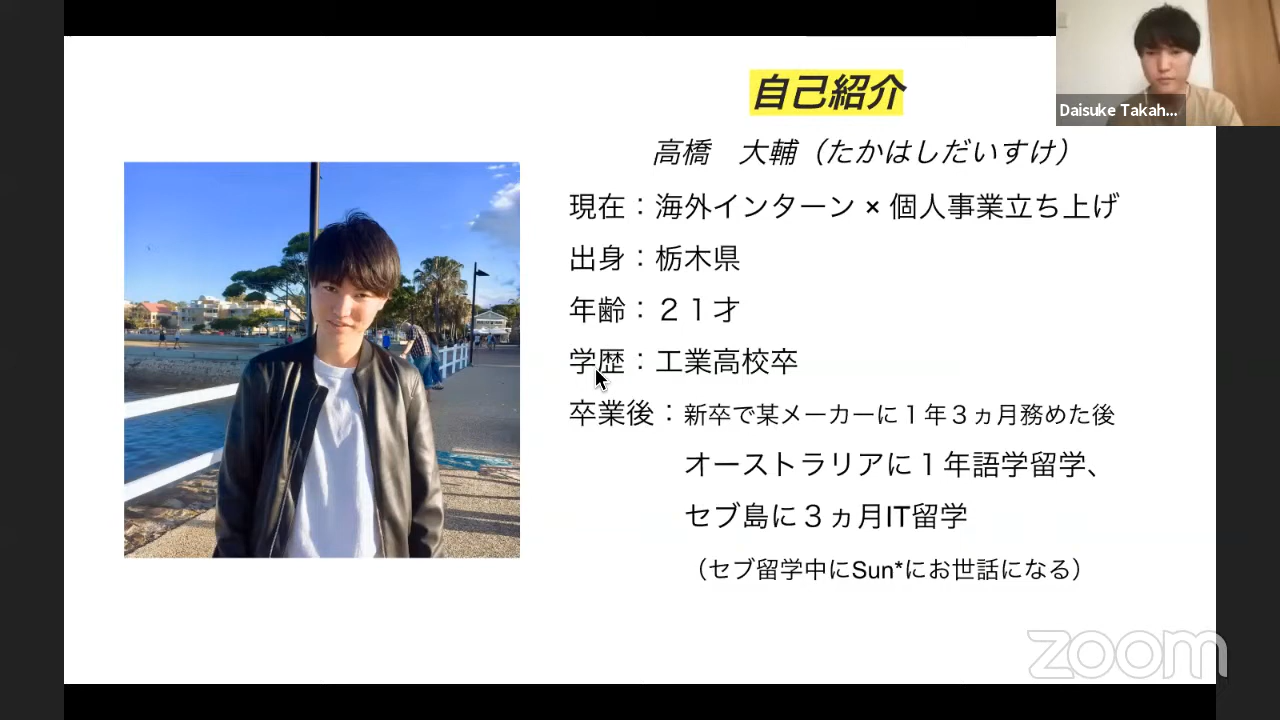 自己紹介
Daisuke Takah...
高橋　大輔（たかはしだいすけ）
現在：海外インターン × 個人事業立ち上げ
出身：栃木県
年齢：２１才
学歴：工業高校卒
卒業後：新卒で某メーカーに１年３ヵ月務めた後
オーストラリアに１年語学留学、
セブ島に３ヵ月IT留学
（セブ留学中にSun*にお世話になる）
zoom